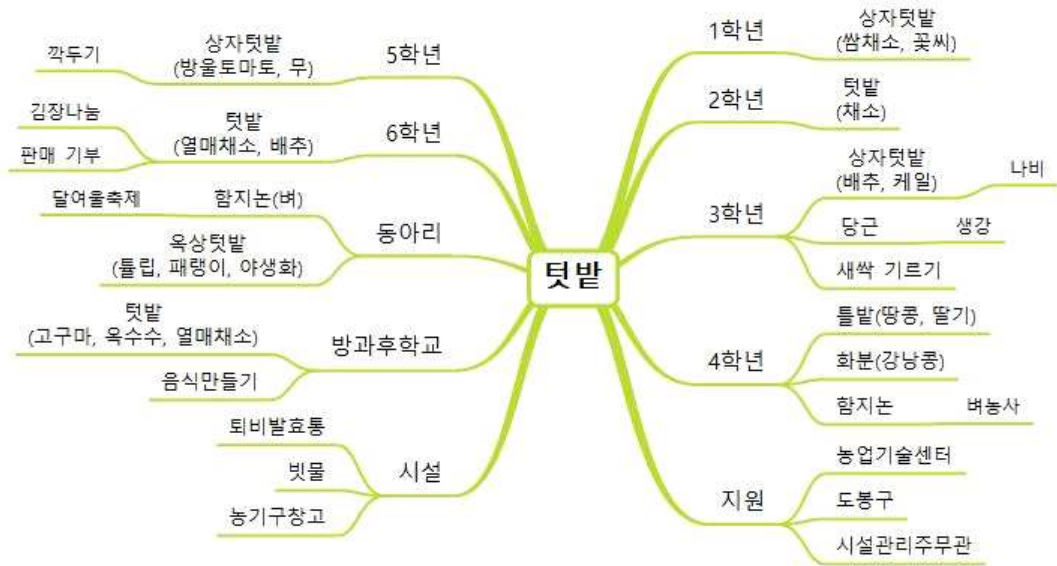 텃밭
1학년
상자텃밭
(쌈채소, 꽃씨)
2학년
텃밭
(채소)
3학년
상자텃밭
(배추, 케일)
나비
당근
생강
새싹 기르기
4학년
틀밭(땅콩, 딸기)
화분(강낭콩)
함지논
벼농사
지원
농업기술센터
도봉구
시설관리주무관
5학년
상자텃밭
(방울토마토, 무)
깍두기
6학년
텃밭
(열매채소, 배추)
김장나눔
판매 기부
동아리
함지논(벼)
달여울축제
옥상텃밭
(튤립, 패랭이, 야생화)
방과후학교
텃밭
(고구마, 옥수수, 열매채소)
음식만들기
시설
퇴비발효통
빗물
농기구창고